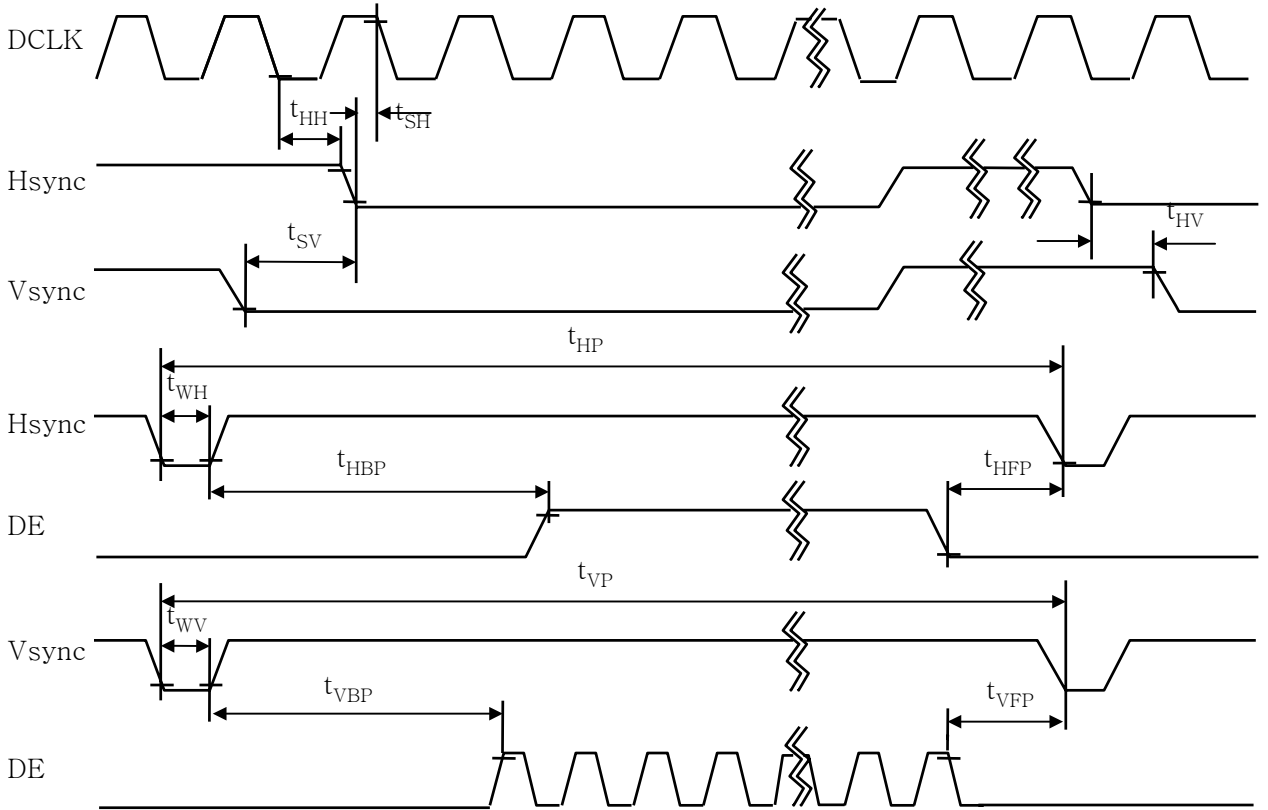 DCLK
tHH
tSH
Hsync
tHV
tSV
Vsync
tHP
tWH
Hsync
tHBP
tHFP
DE
tVP
tWV
Vsync
tVBP
tVFP
DE